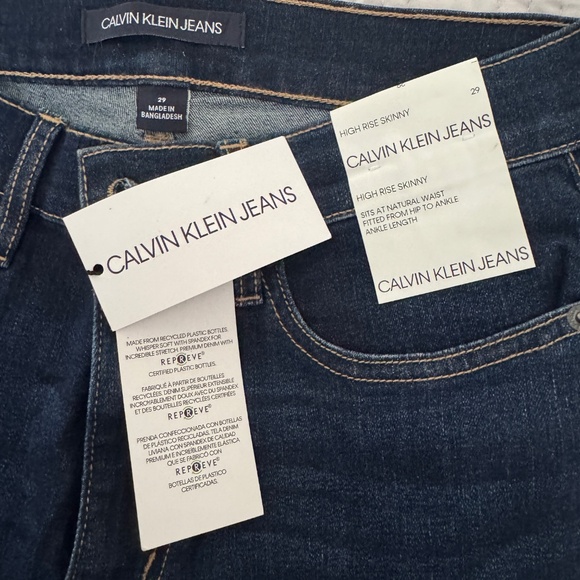 CALVIN KLEIN JEANS
29
MADE IN
BANGLADESH
29
HIGH RISE SKINNY
CALVIN KLEIN JEANS
HIGH RISE SKINNY
SITS AT NATURAL WAIST
FITTED FROM HIP TO ANKLE
ANKLE LENGTH
CALVIN KLEIN JEANS
CALVIN KLEIN JEANS
MADE FROM RECYCLED PLASTIC BOTTLES.
WHISPER SOFT WITH SPANDEX FOR
INCREDIBLE STRETCH. PREMIUM DENIM WITH
REPREVE®
CERTIFIED PLASTIC BOTTLES.
FABRIQUÉ À PARTIR DE BOUTEILLES
RECYCLÉES. DENIM SUPERIEUR EXTENSIBLE
INCROYABLEMENT DOUX AVEC DU SPANDEX
ET DES BOUTEILLES RECYCLÉES CERTIFIÉES
REPREVE®
PRENDA CONFECCIONADA CON BOTELLAS
DE PLÁSTICO RECICLADAS. TELA DENIM
LIVIANA CON SPANDEX DE CALIDAD
PREMIUM E INCREÍBLEMENTE SUAVE
QUE SE FABRICÓ CON
REPREVE®
BOTELLAS DE PLASTICO
CERTIFICADAS.